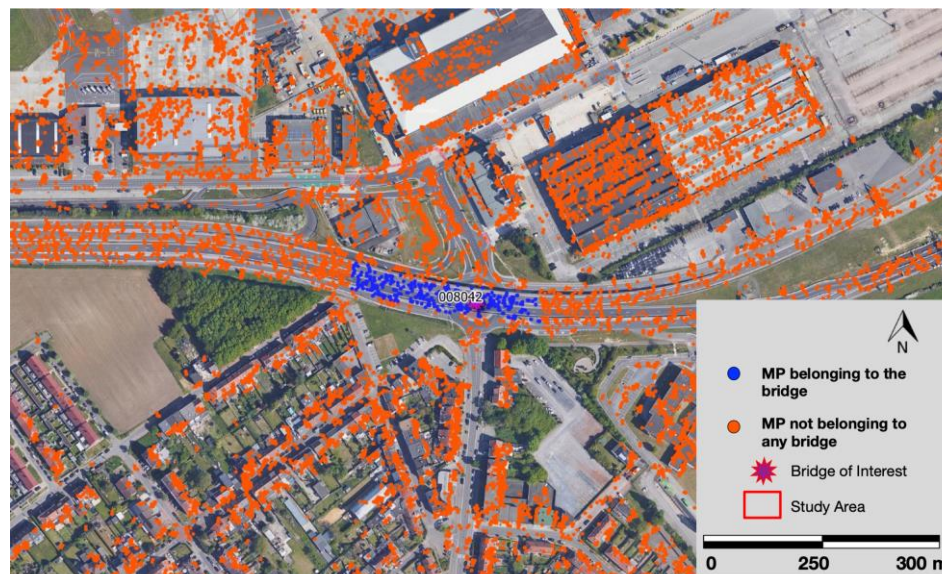 008042
N
MP belonging to the
bridge
MP not belonging to
any bridge
Bridge of Interest
Study Area
0 250 300 m